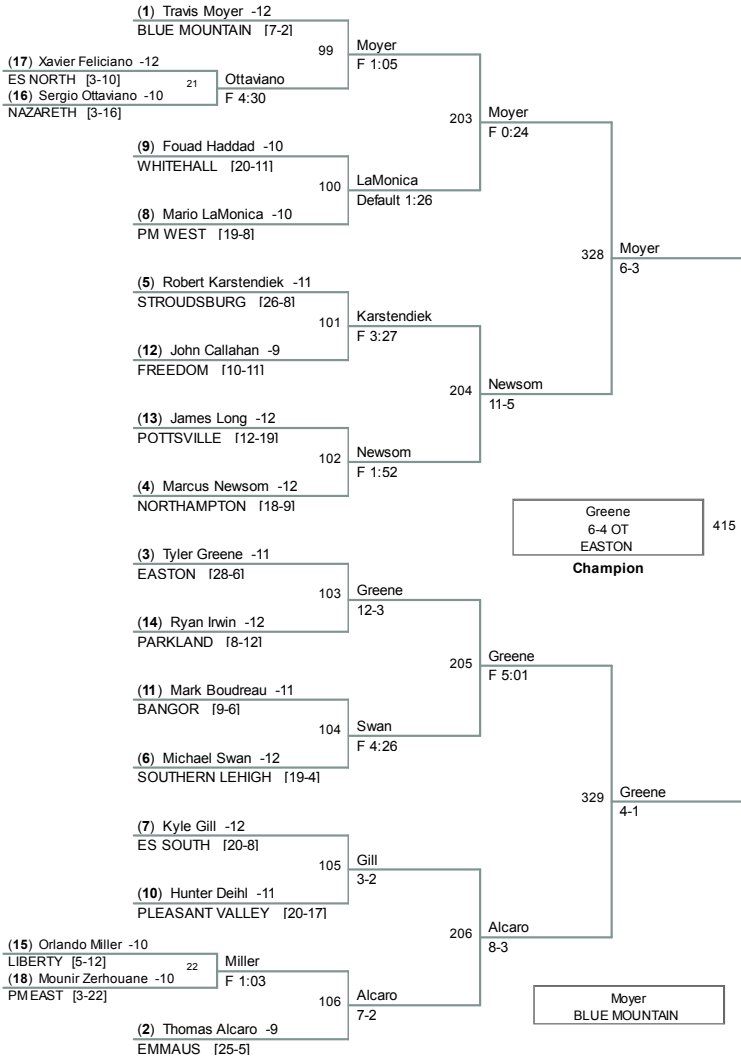 (1) Travis Moyer -12
BLUE MOUNTAIN [7-2]
99
Moyer
F 1:05
(17) Xavier Feliciano -12
ES NORTH [3-10]
21
(16) Sergio Ottaviano -10
NAZARETH [3-16]
Ottaviano
F 4:30
203
Moyer
F 0:24
(9) Fouad Haddad -10
WHITEHALL [20-11]
100
LaMonica
Default 1:26
(8) Mario LaMonica -10
PM WEST [19-8]
328
Moyer
6-3
(5) Robert Karstendiek -11
STROUDSBURG [26-8]
101
Karstendiek
F 3:27
(12) John Callahan -9
FREEDOM [10-11]
204
Newsom
11-5
(13) James Long -12
POTTSVILLE [12-19]
102
Newsom
F 1:52
(4) Marcus Newsom -12
NORTHAMPTON [18-9]
Greene
6-4 OT
EASTON
415
Champion
(3) Tyler Greene -11
EASTON [28-6]
103
Greene
12-3
(14) Ryan Irwin -12
PARKLAND [8-12]
205
Greene
F 5:01
(11) Mark Boudreau -11
BANGOR [9-6]
104
Swan
F 4:26
(6) Michael Swan -12
SOUTHERN LEHIGH [19-4]
329
Greene
4-1
(7) Kyle Gill -12
ES SOUTH [20-8]
105
Gill
3-2
(10) Hunter Deihl -11
PLEASANT VALLEY [20-17]
206
Alcaro
8-3
(15) Orlando Miller -10
LIBERTY [5-12]
22
(18) Mounir Zerhouane -10
PM EAST [3-22]
Miller
F 1:03
106
Alcaro
7-2
(2) Thomas Alcaro -9
EMMAUS [25-5]
Moyer
BLUE MOUNTAIN